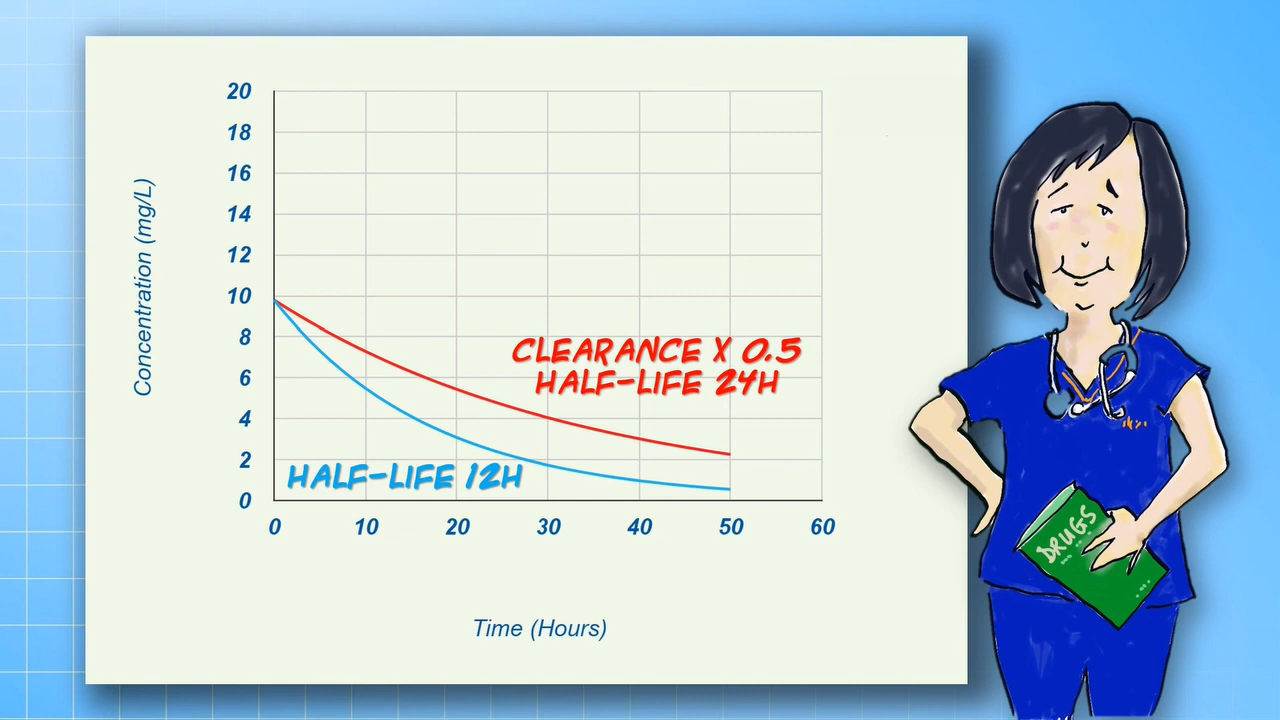 20
18
16
14
12
10
8
6
4
2
0
Concentration (mg/L)
CLEARANCE X 0.5
HALF-LIFE 24H
HALF-LIFE 12H
0 10 20 30 40 50 60
Time (Hours)
DRUGS